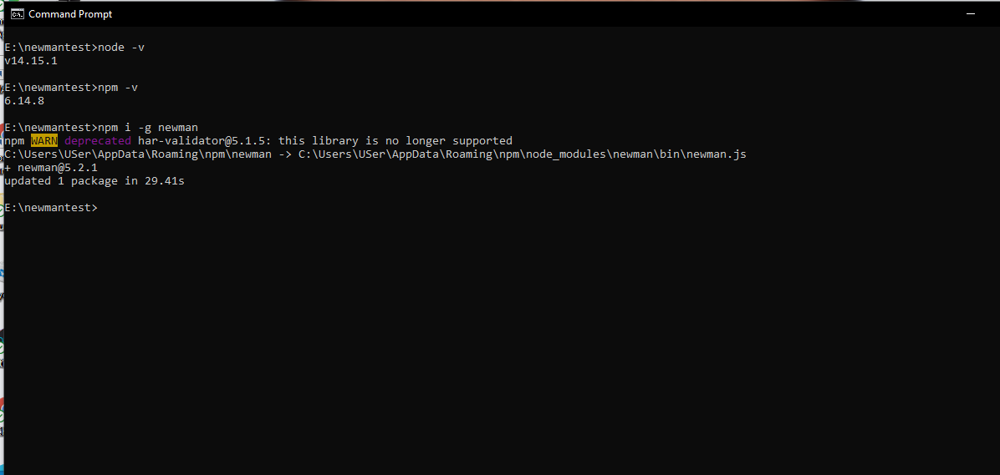 Command Prompt
E:\newmantest>node -v
v14.15.1
E:\newmantest>npm -v
6.14.8
E:\newmantest>npm i -g newman
npm WARN deprecated har-validator@5.1.5: this library is no longer supported
C:\Users\USer\AppData\Roaming\npm\newman -> C:\Users\USer\AppData\Roaming\npm\node_modules\newman\bin\newman.js
+ newman@5.2.1
updated 1 package in 29.41s
E:\newmantest>